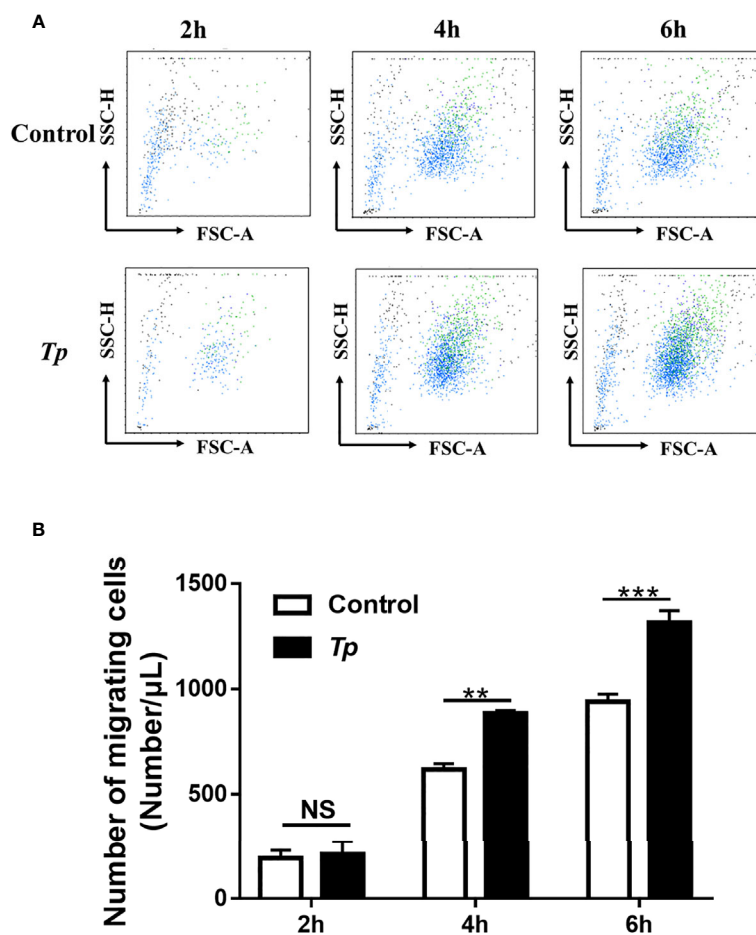 A
2h 4h 6h
Control SSC-H SSC-H SSC-H
FSC-A FSC-A FSC-A
Tp SSC-H SSC-H SSC-H
FSC-A FSC-A FSC-A
B
Number of migrating cells
(Number/μL)
1500
1000
500
0
Control
Tp
NS
**
***
2h 4h 6h